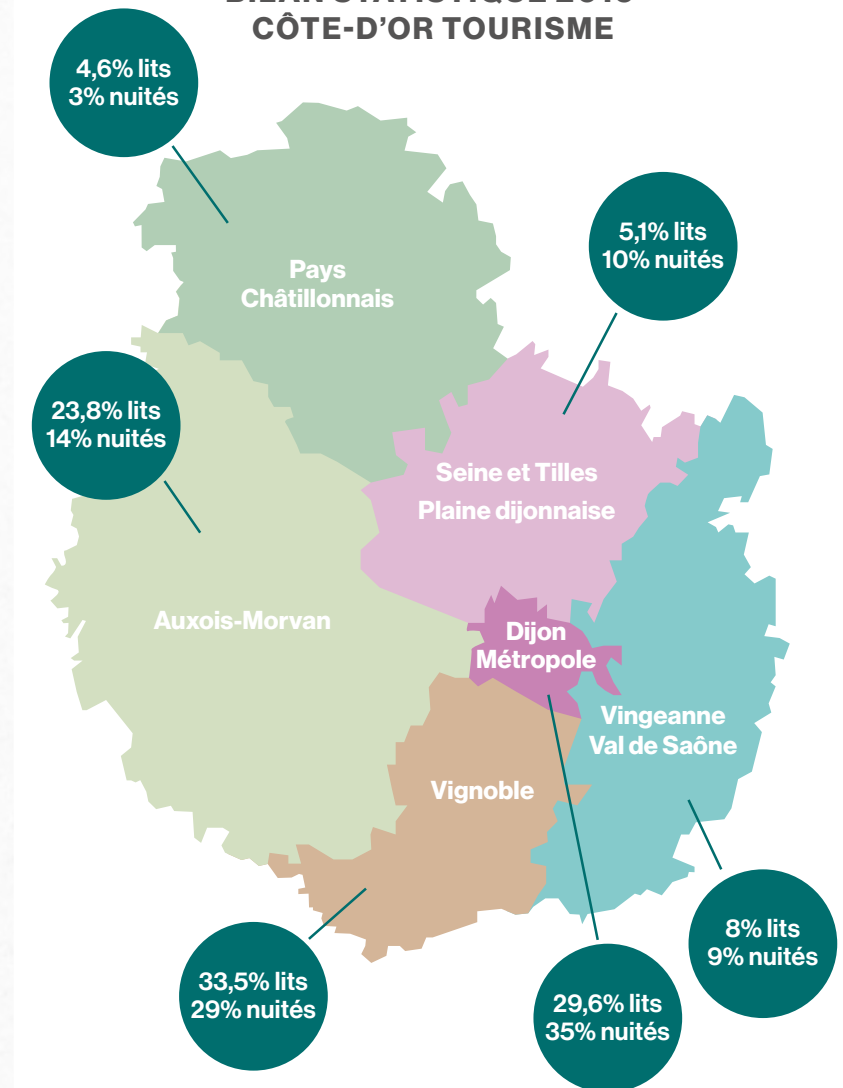 CÔTE-D’OR TOURISME
4,6% lits
3% nuités
5,1% lits
10% nuités
Pays
Châtillonnais
23,8% lits
14% nuités
Seine et Tilles
Plaine dijonnaise
Auxois-Morvan
Dijon
Métropole
Vingeanne
Val de Saône
Vignoble
8% lits
9% nuités
33,5% lits
29% nuités
29,6% lits
35% nuités